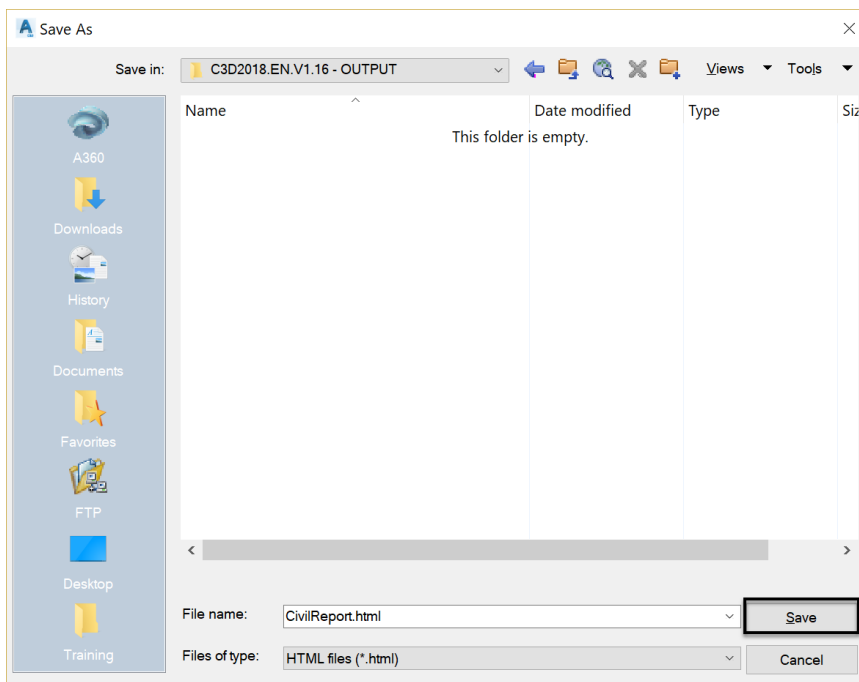 Save As
Save in: C3D2018.EN.V1.16 - OUTPUT Views Tools
Name Date modified Type Siz
This folder is empty.
A360
Downloads
History
Documents
Favorites
FTP
Desktop
Training
File name: CivilReport.html Save
Files of type: HTML files (*.html) Cancel